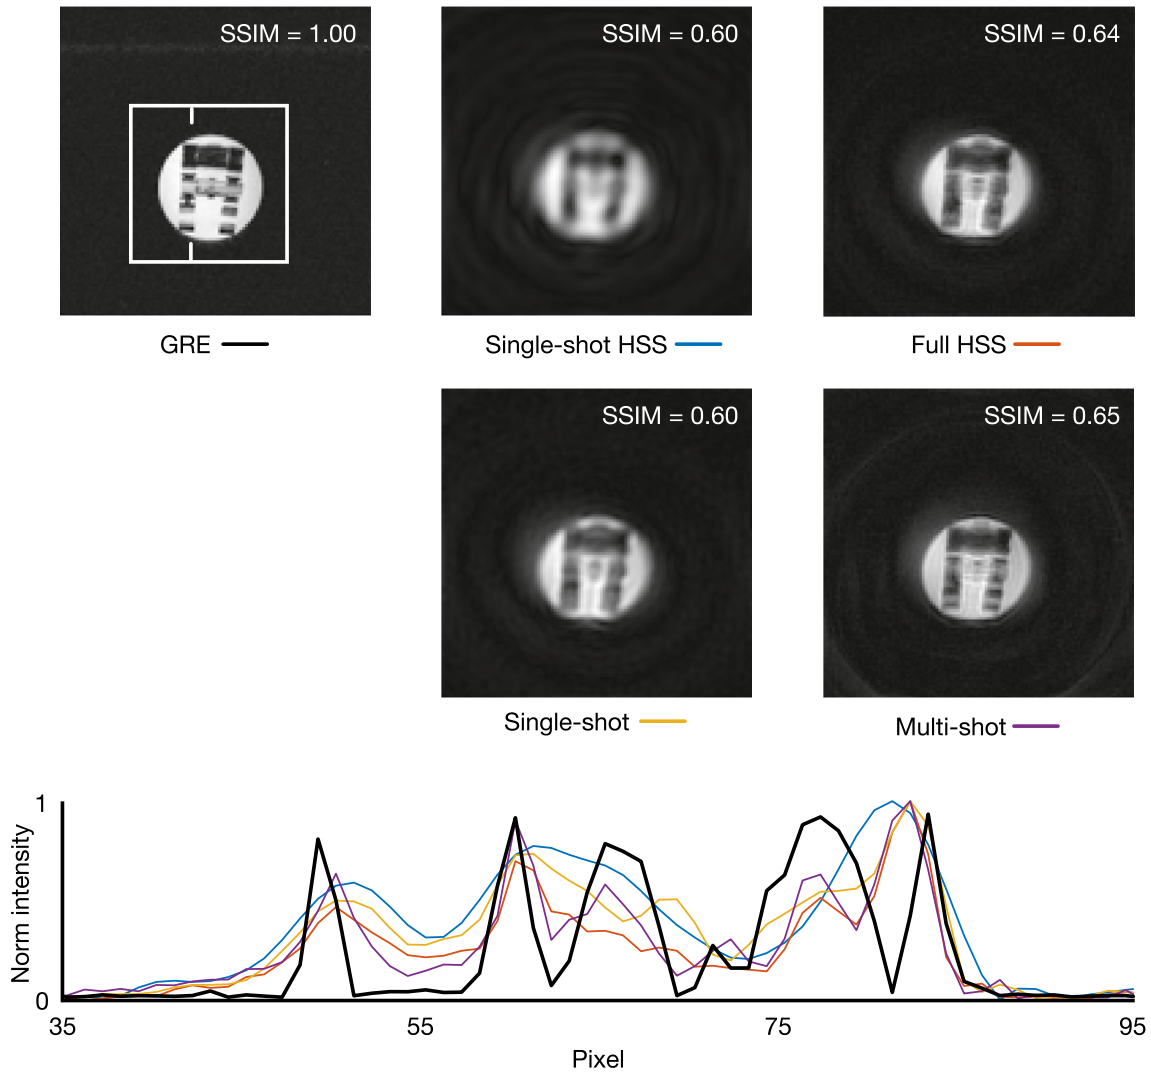 SSIM = 1.00
SSIM = 0.60
SSIM = 0.64
GRE
Single-shot HSS
Full HSS
SSIM = 0.60
SSIM = 0.65
Single-shot
Multi-shot
1
Norm intensity
0
35
55
75
95
Pixel